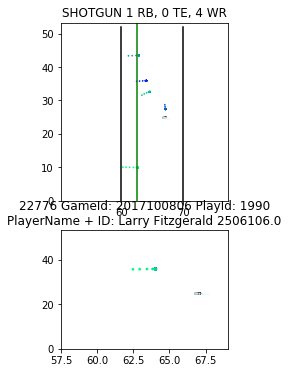 SHOTGUN 1 RB, 0 TE, 4 WR
50
40
30
20
10
0
60 70
22776 GameId: 2017100806 PlayId: 1990
PlayerName + ID: Larry Fitzgerald 2506106.0
40
20
0
57.5 60.0 62.5 65.0 67.5